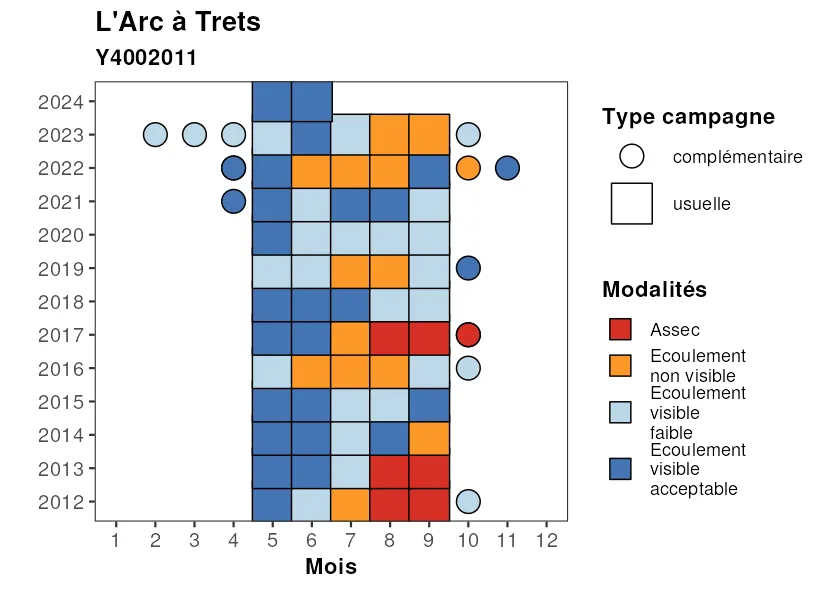 L'Arc à Trets
Y4002011
2024
2023
2022
2021
2020
2019
2018
2017
2016
2015
2014
2013
2012
1 2 3 4 5 6 7 8 9 10 11 12
Mois
Type campagne
complémentaire
usuelle
Modalités
Assec
Ecoulement
non visible
Ecoulement
visible
faible
Ecoulement
visible
acceptable